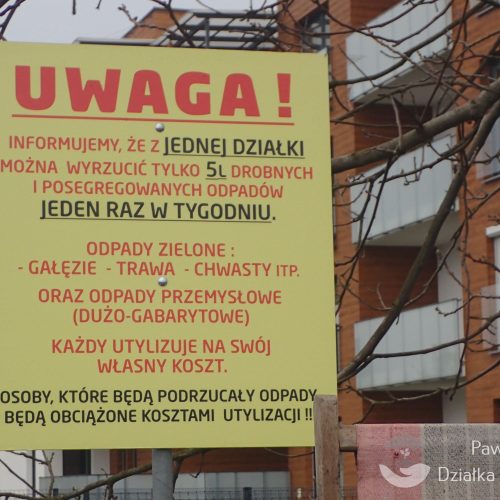 UWAGA !
INFORMUJEMY, ŻE Z JEDNEJ DZIAŁKI
MOŻNA WYRZUCIĆ TYLKO 5L DROBNYCH
I POSEGREGOWANYCH ODPADÓW
JEDEN RAZ W TYGODNIU.
ODPADY ZIELONE :
- GAŁĘZIE - TRAWA - CHWASTY ITP.
ORAZ ODPADY PRZEMYSŁOWE
(DUŻO-GABARYTOWE)
KAŻDY UTYLIZUJE NA SWÓJ
WŁASNY KOSZT.
OSOBY, KTÓRE BĘDĄ PODRZUCAŁY ODPADY
BĘDĄ OBCIĄŻONE KOSZTAMI UTYLIZACJI !!
Paw
Działka